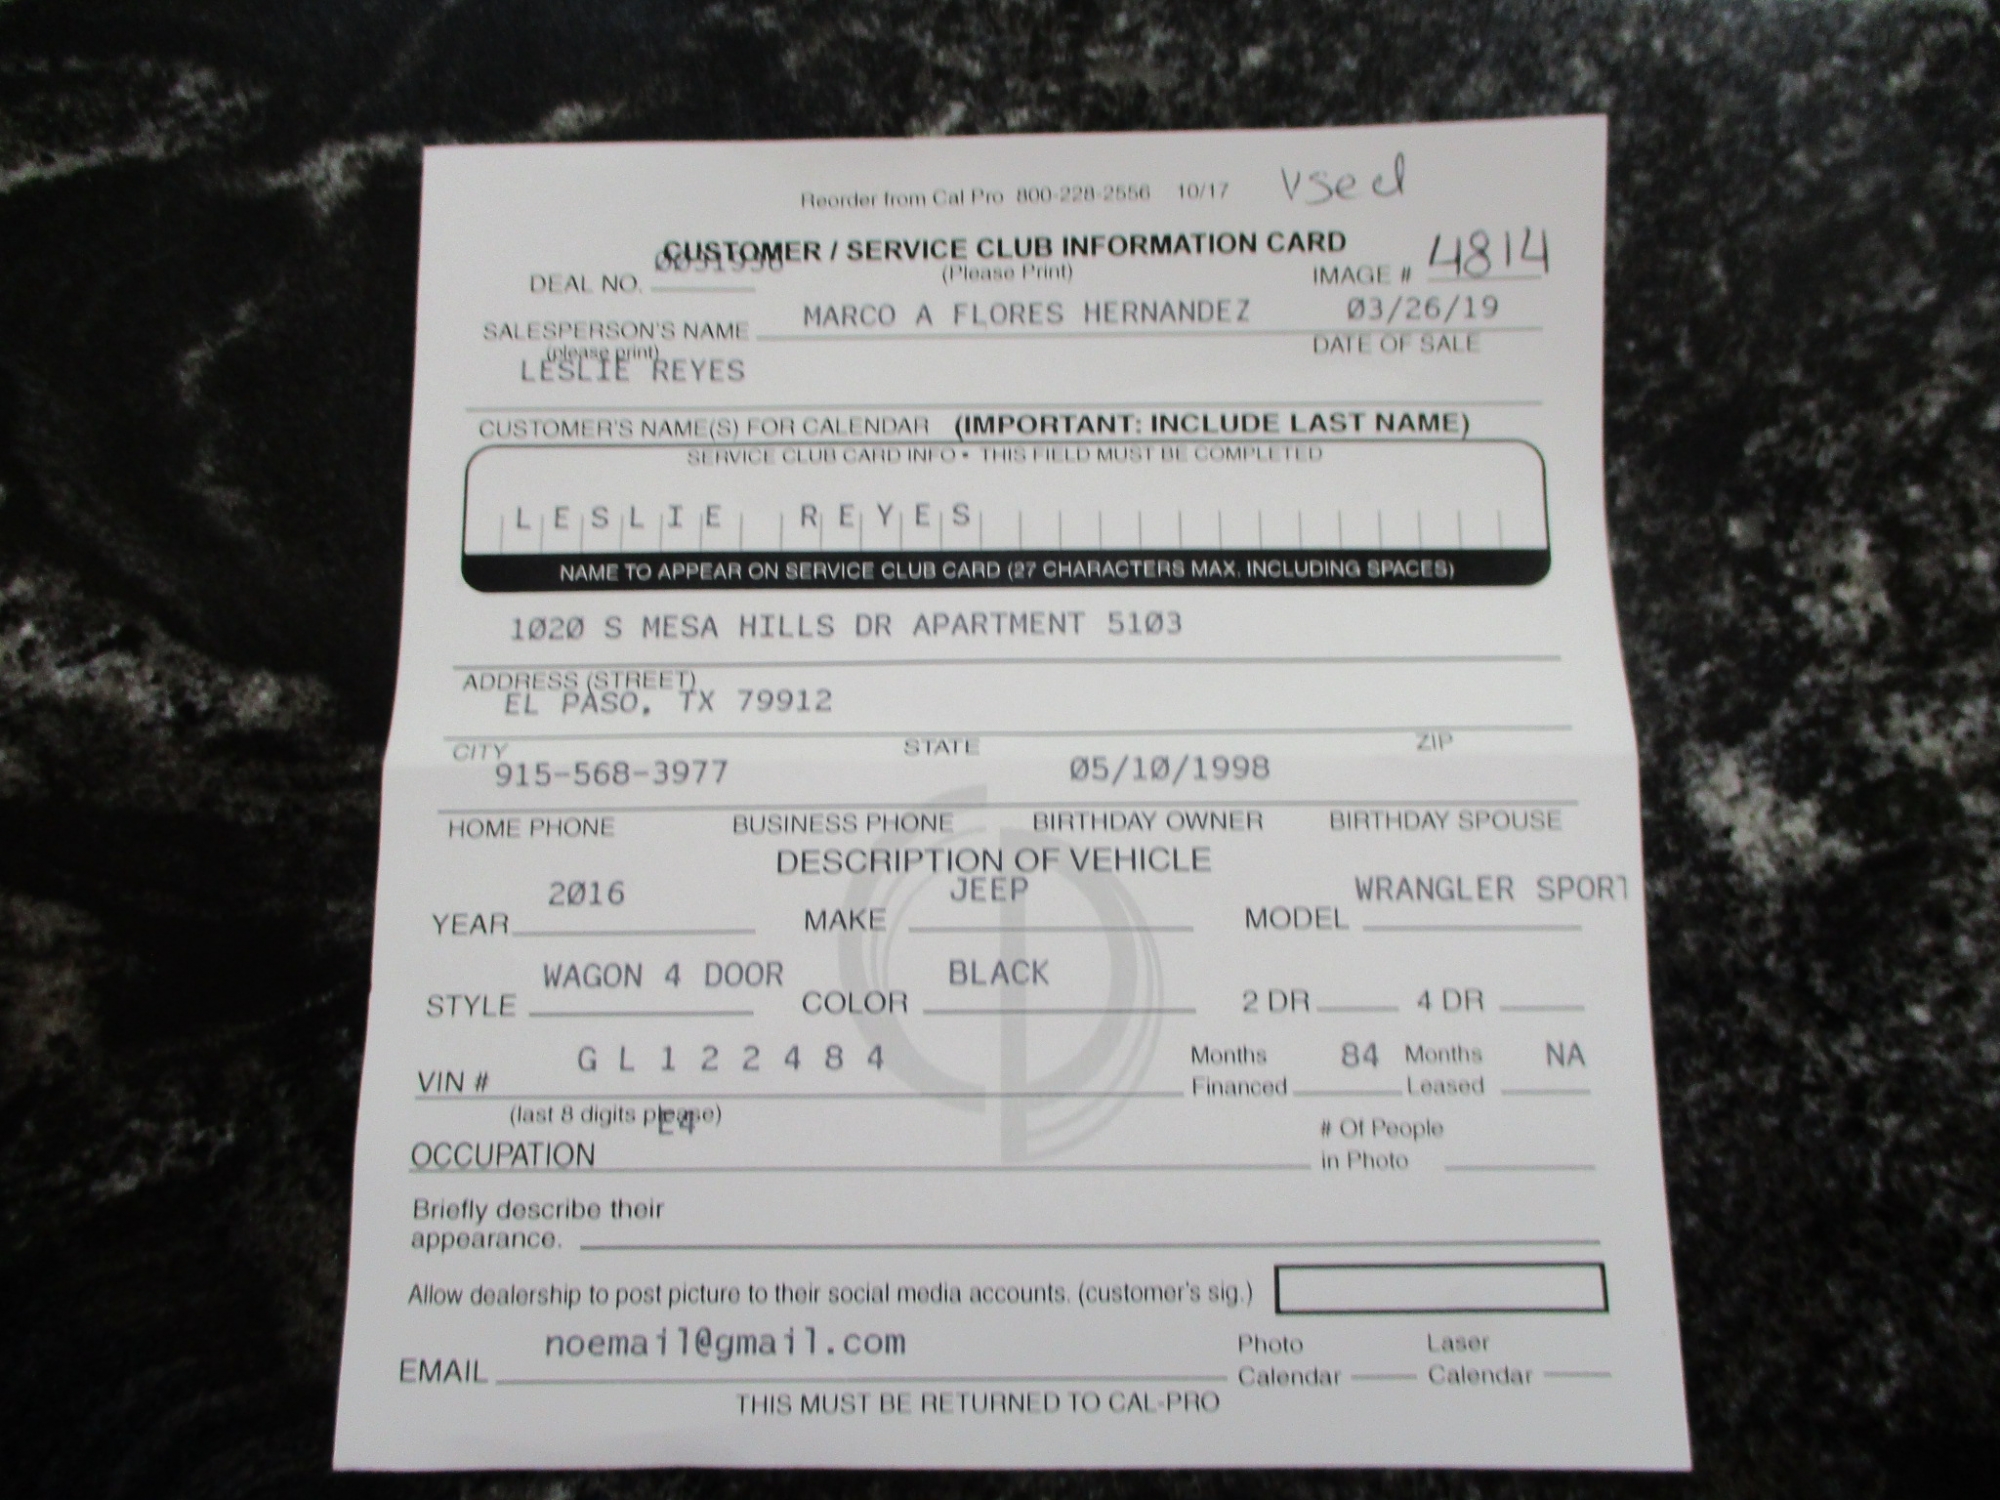 Reorder from Cal Pro 800-228-2556 10/17 Vsed
CUSTOMER / SERVICE CLUB INFORMATION CARD
(Please Print)
DEAL NO. IMAGE # 4814
MARCO A FLORES HERNANDEZ 03/26/19
SALESPERSON'S NAME DATE OF SALE
(please print)
LESLIE REYES
CUSTOMER'S NAME(S) FOR CALENDAR (IMPORTANT: INCLUDE LAST NAME)
SERVICE CLUB CARD INFO • THIS FIELD MUST BE COMPLETED
LESLIE REYES
NAME TO APPEAR ON SERVICE CLUB CARD (27 CHARACTERS MAX. INCLUDING SPACES)
1020 S MESA HILLS DR APARTMENT 5103
ADDRESS (STREET)
EL PASO, TX 79912
CITY STATE ZIP
915-568-3977 05/10/1998
HOME PHONE BUSINESS PHONE BIRTHDAY OWNER BIRTHDAY SPOUSE
DESCRIPTION OF VEHICLE
2016 JEEP WRANGLER SPORT
YEAR MAKE MODEL
WAGON 4 DOOR BLACK
STYLE COLOR 2 DR 4 DR
G L 1 2 2 4 8 4 Months 84 Months NA
VIN # Financed Leased
(last 8 digits please)
E4
# Of People
OCCUPATION in Photo
Briefly describe their
appearance.
Allow dealership to post picture to their social media accounts. (customer's sig.)
noemail@gmail.com Photo Laser
EMAIL Calendar Calendar
THIS MUST BE RETURNED TO CAL-PRO